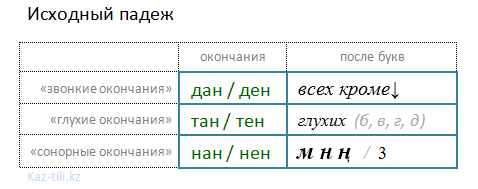 Исходный падеж
окончания после букв
«звонкие окончания» дан / ден всех кроме↓
«глухие окончания» тан / тен глухих (б, в, г, д)
«сонорные окончания» нан / нен м н ң / 3
Kaz-tili.kz